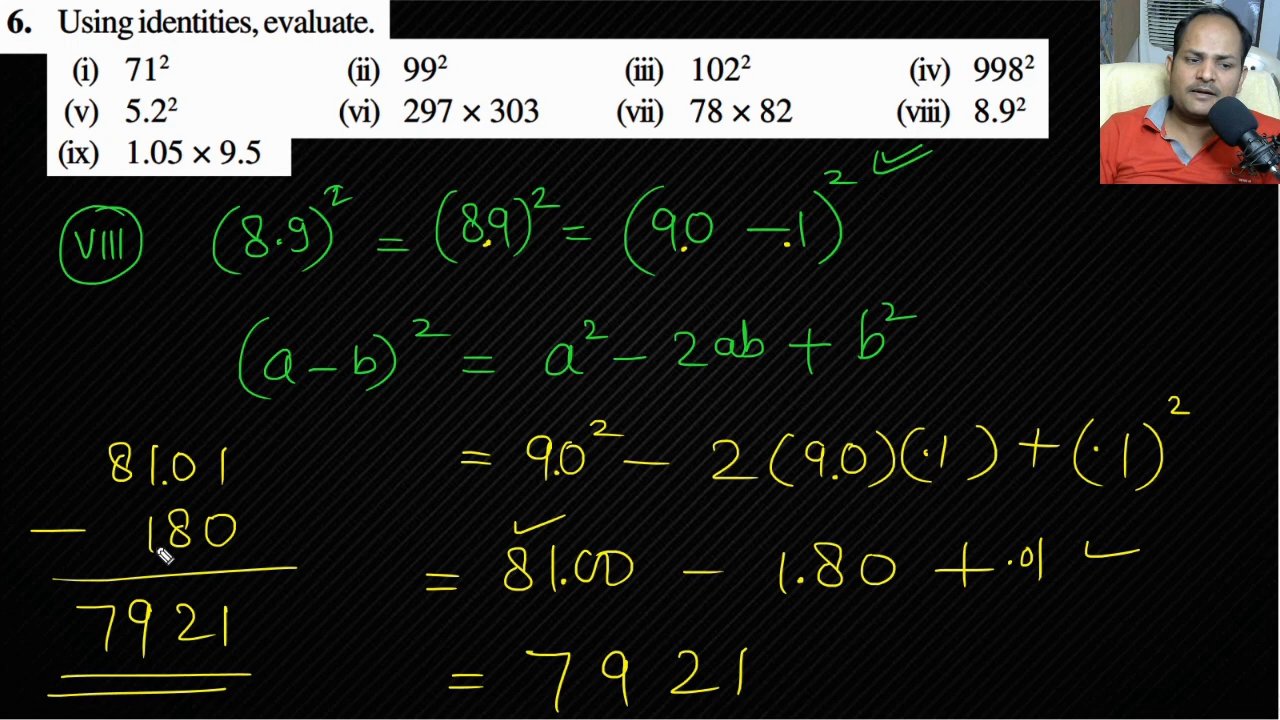 6. Using identities, evaluate.
(i) 71² (ii) 99² (iii) 102² (iv) 998²
(v) 5.2² (vi) 297 × 303 (vii) 78 × 82 (viii) 8.9²
(ix) 1.05 × 9.5
VIII (8.9)² = (8.9)² = (9.0 - .1)²
(a - b)² = a² - 2ab + b²
= 9.0² - 2(9.0)(.1) + (.1)²
= 81.00 - 1.80 + .01
= 7921
81.01
- 180
7921